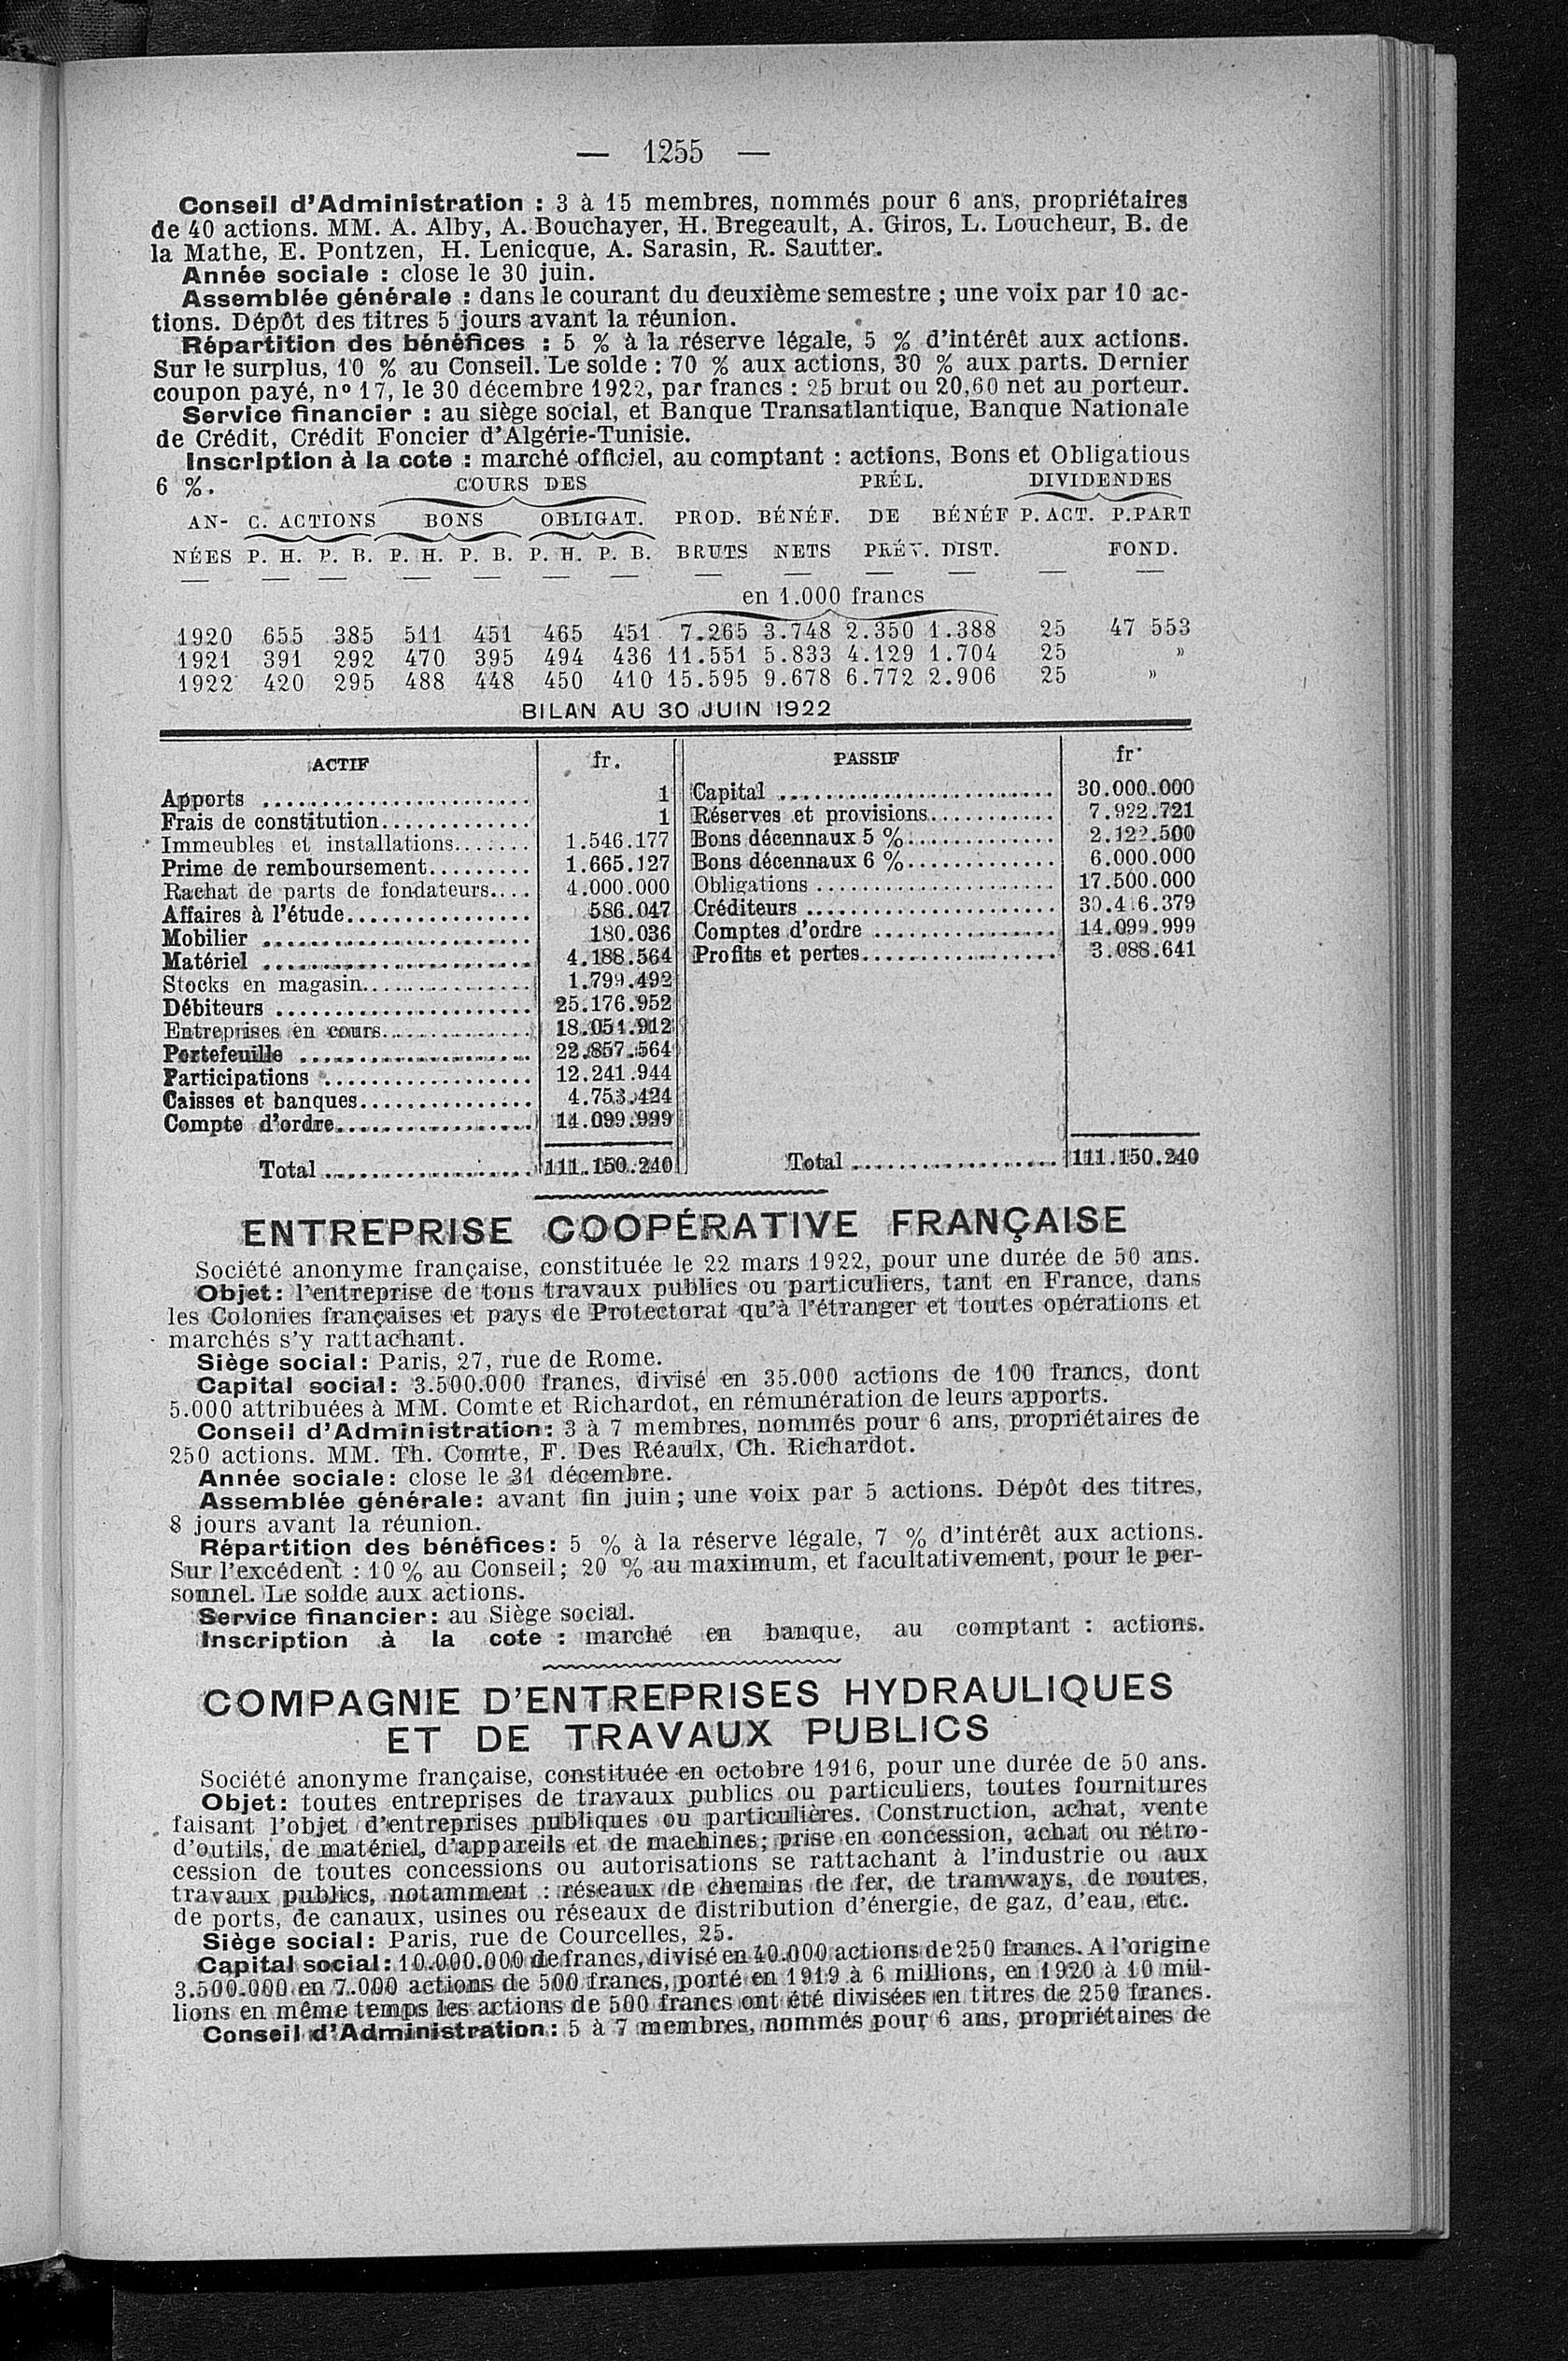 — 1255 —
Conseil d'Administration : 3 à 15 membres, nommés pour 6 ans, propriétaires
de 40 actions. MM. A. Alby, A. Bouchayer, H. Bregeault, A. Giros, L. Loucheur, B. de
la Mathe, E. Pontzen, H. Lenicque, A. Sarasin, R. Sautter.
Année sociale : close le 30 juin.
Assemblée générale : dans le courant du deuxième semestre ; une voix par 10 ac-
tions. Dépôt des titres 5 jours avant la réunion.
Répartition des bénéfices : 5 % à la réserve légale, 5 % d'intérêt aux actions.
Sur le surplus, 10 % au Conseil. Le solde : 70 % aux actions, 30 % aux parts. Dernier
coupon payé, nº 17, le 30 décembre 1922, par francs : 25 brut ou 20,60 net au porteur.
Service financier : au siège social, et Banque Transatlantique, Banque Nationale
de Crédit, Crédit Foncier d'Algérie-Tunisie.
Inscription à la cote : marché officiel, au comptant : actions, Bons et Obligatious
6 %. COURS DES PRÉL. DIVIDENDES
AN- C. ACTIONS BONS OBLIGAT. PROD. BÉNÉF. DE BÉNÉF P. ACT. P.PART
NÉES P. H. P. B. P. H. P. B. P. H. P. B. BRUTS NETS PRÉV. DIST. FOND.
— — — — — — — — — — — — —
en 1.000 francs
1920 655 385 511 451 465 451 7.265 3.748 2.350 1.388 25 47 553
1921 391 292 470 395 494 436 11.551 5.833 4.129 1.704 25 »
1922 420 295 488 448 450 410 15.595 9.678 6.772 2.906 25 »
BILAN AU 30 JUIN 1922
ACTIF fr. PASSIF fr.
Apports ........ 1 Capital ........ 30.000.000
Frais de constitution........ 1 Réserves et provisions........ 7.922.721
Immeubles et installations........ 1.546.177 Bons décennaux 5 %........ 2.122.500
Prime de remboursement........ 1.665.127 Bons décennaux 6 %........ 6.000.000
Rachat de parts de fondateurs.... 4.000.000 Obligations ........ 17.500.000
Affaires à l'étude........ 586.047 Créditeurs ........ 30.4 6.379
Mobilier ........ 180.036 Comptes d'ordre ........ 14.099.999
Matériel ........ 4.188.564 Profits et pertes........ 3.088.641
Stocks en magasin........ 1.799.492
Débiteurs ........ 25.176.952
Entreprises en cours........ 18.054.912
Portefeuille ........ 22.857.564
Participations ........ 12.241.944
Caisses et banques........ 4.753.424
Compte d'ordre........ 14.099.999
Total ........ 111.150.240 Total ........ 111.150.240
ENTREPRISE COOPÉRATIVE FRANÇAISE
Société anonyme française, constituée le 22 mars 1922, pour une durée de 50 ans.
Objet: l'entreprise de tous travaux publics ou particuliers, tant en France, dans
les Colonies françaises et pays de Protectorat qu'à l'étranger et toutes opérations et
marchés s'y rattachant.
Siège social: Paris, 27, rue de Rome.
Capital social: 3.500.000 francs, divisé en 35.000 actions de 100 francs, dont
5.000 attribuées à MM. Comte et Richardot, en rémunération de leurs apports.
Conseil d'Administration: 3 à 7 membres, nommés pour 6 ans, propriétaires de
250 actions. MM. Th. Comte, F. Des Réaulx, Ch. Richardot.
Année sociale: close le 31 décembre.
Assemblée générale: avant fin juin; une voix par 5 actions. Dépôt des titres,
8 jours avant la réunion.
Répartition des bénéfices: 5 % à la réserve légale, 7 % d'intérêt aux actions.
Sur l'excédent : 10 % au Conseil; 20 % au maximum, et facultativement, pour le per-
sonnel. Le solde aux actions.
Service financier: au Siège social.
Inscription à la cote : marché en banque, au comptant : actions.
COMPAGNIE D'ENTREPRISES HYDRAULIQUES
ET DE TRAVAUX PUBLICS
Société anonyme française, constituée en octobre 1916, pour une durée de 50 ans.
Objet: toutes entreprises de travaux publics ou particuliers, toutes fournitures
faisant l'objet d'entreprises publiques ou particulières. Construction, achat, vente
d'outils, de matériel, d'appareils et de machines; prise en concession, achat ou rétro-
cession de toutes concessions ou autorisations se rattachant à l'industrie ou aux
travaux publics, notamment : réseaux de chemins de fer, de tramways, de routes,
de ports, de canaux, usines ou réseaux de distribution d'énergie, de gaz, d'eau, etc.
Siège social: Paris, rue de Courcelles, 25.
Capital social: 10.000.000 de francs, divisé en 40.000 actions de 250 francs. A l'origine
3.500.000 en 7.000 actions de 500 francs, porté en 1919 à 6 millions, en 1920 à 10 mil-
lions en même temps les actions de 500 francs ont été divisées en titres de 250 francs.
Conseil d'Administration: 5 à 7 membres, nommés pour 6 ans, propriétaires de